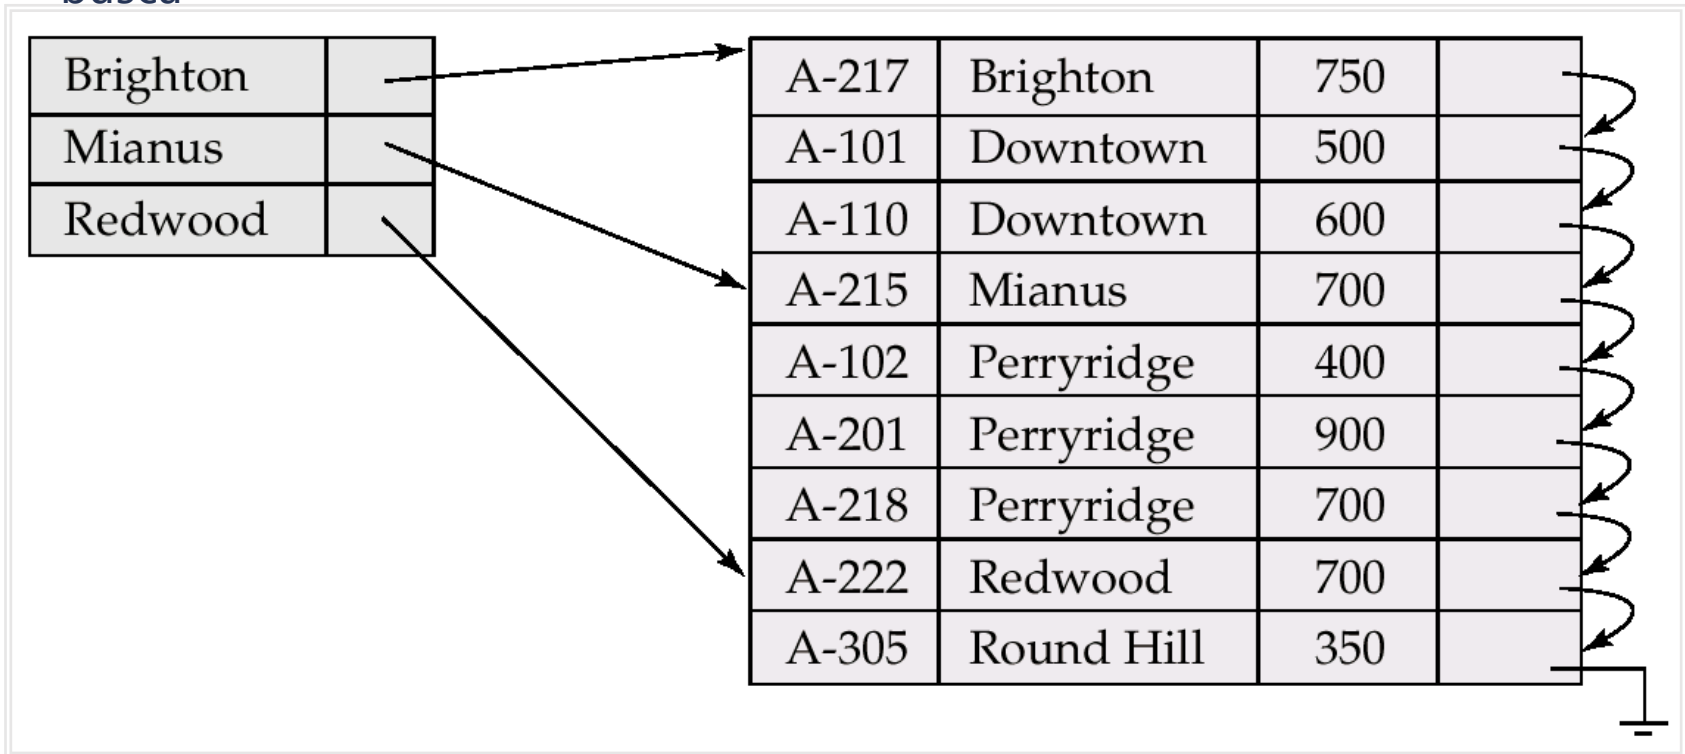 Brighton
Mianus
Redwood
A-217 Brighton 750
A-101 Downtown 500
A-110 Downtown 600
A-215 Mianus 700
A-102 Perryridge 400
A-201 Perryridge 900
A-218 Perryridge 700
A-222 Redwood 700
A-305 Round Hill 350